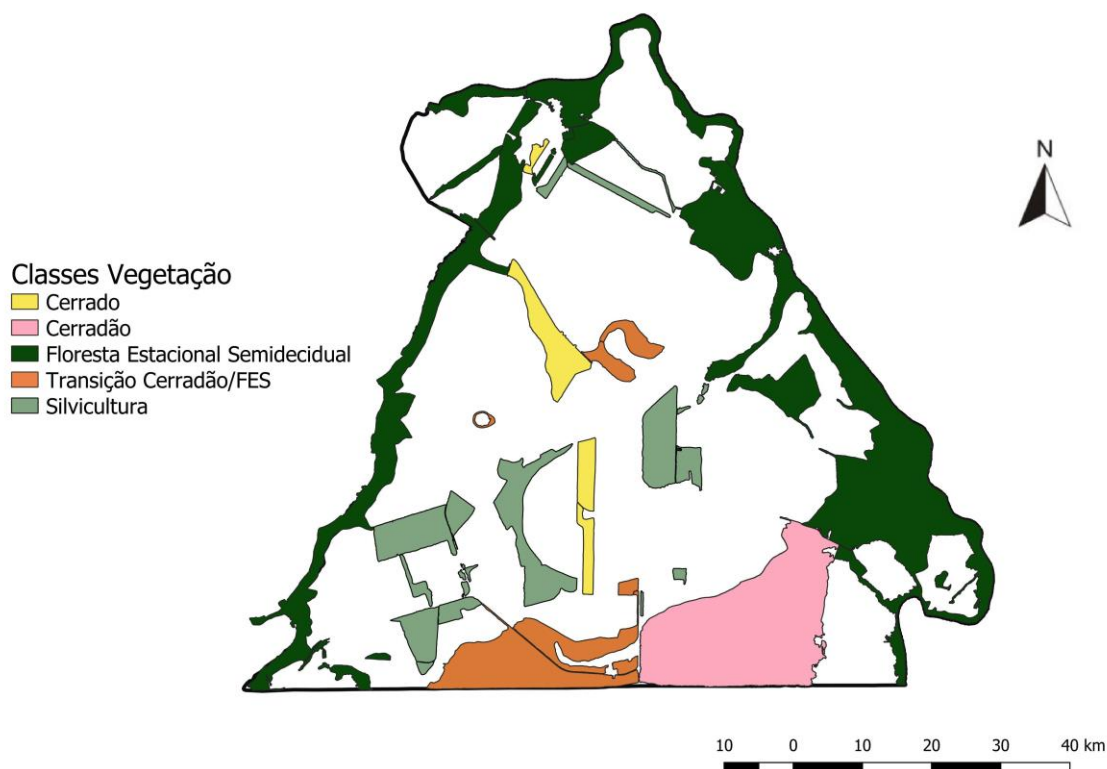 N
Classes Vegetação
Cerrado
Cerradão
Floresta Estacional Semidecidual
Transição Cerradão/FES
Silvicultura
10 0 10 20 30 40 km